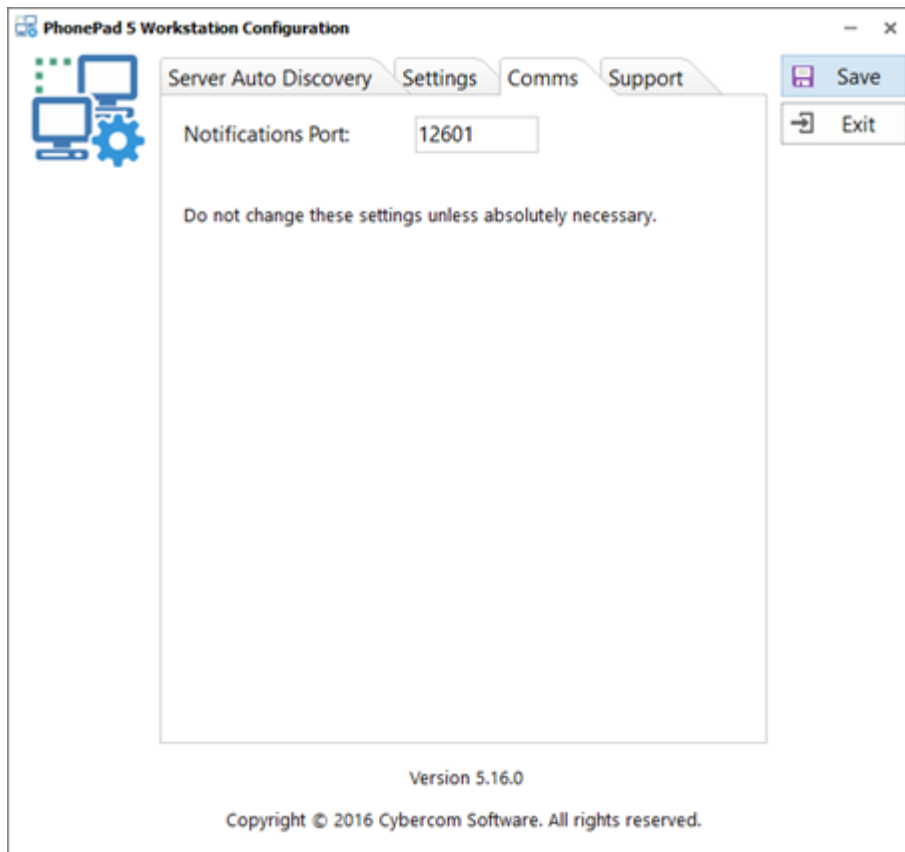 PhonePad 5 Workstation Configuration
Server Auto Discovery
Settings
Comms
Support
Save
Exit
Notifications Port:
12601
Do not change these settings unless absolutely necessary.
Version 5.16.0
Copyright © 2016 Cybercom Software. All rights reserved.